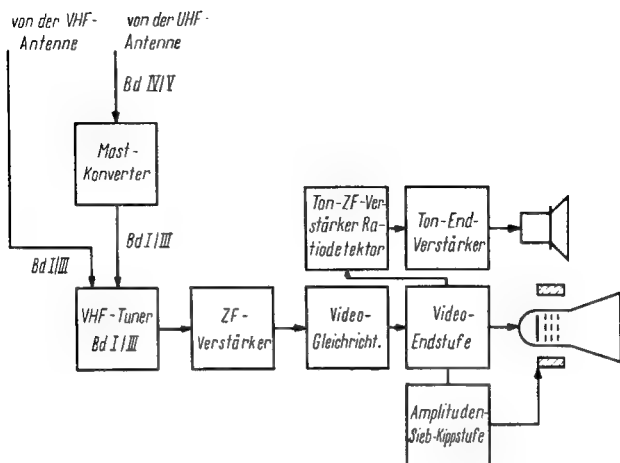 von der VHF-
Antenne
von der UHF-
Antenne
Bd IV/V
Mast-
Konverter
Bd I/III
Bd I/III
Ton-ZF-Ver-
stärker Ra-
tiodetektor
Ton-End-
Verstärker
VHF-Tuner
Bd I/III
ZF-
Verstärker
Video-
Gleichricht.
Video-
Endstufe
Amplituden-
Sieb-Kippstufe